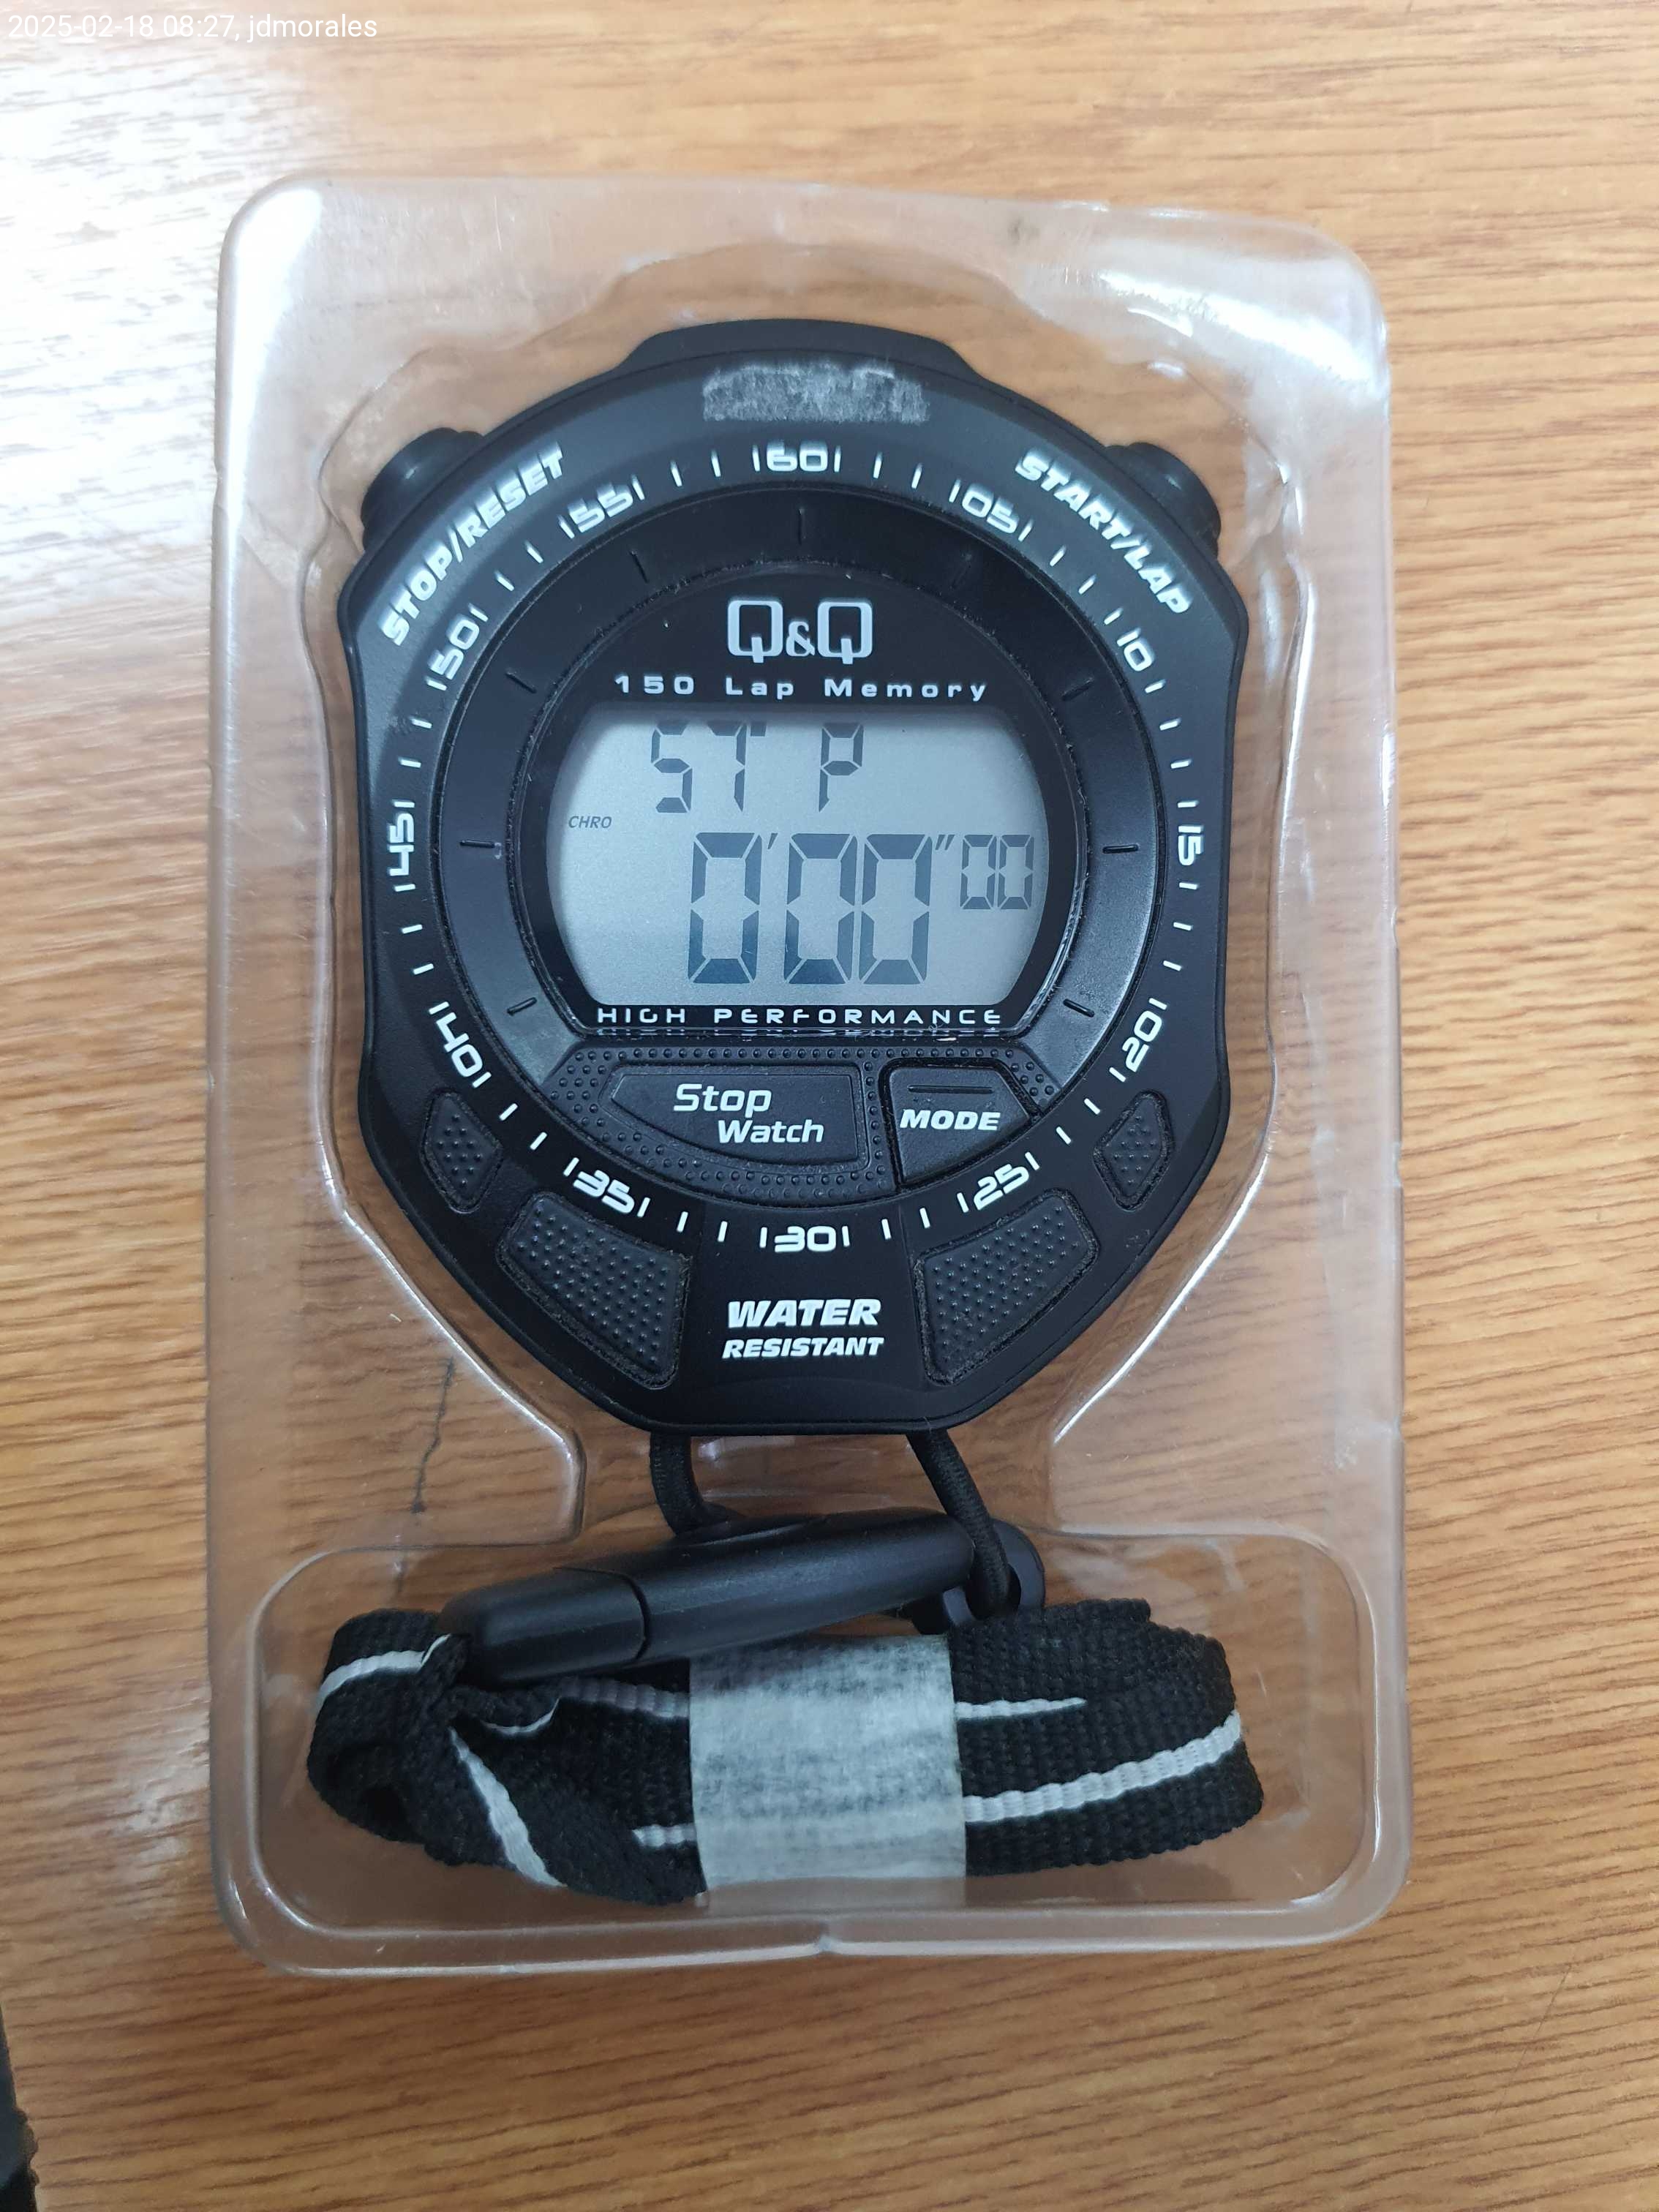 2025-02-18 08:27, jdmorales
STOP/RESET
START/LAP
60
05
10
15
20
25
30
35
40
45
50
55
Q&Q
150 Lap Memory
ST P
CHRO
0'00"00
HIGH PERFORMANCE
Stop
Watch
MODE
WATER
RESISTANT